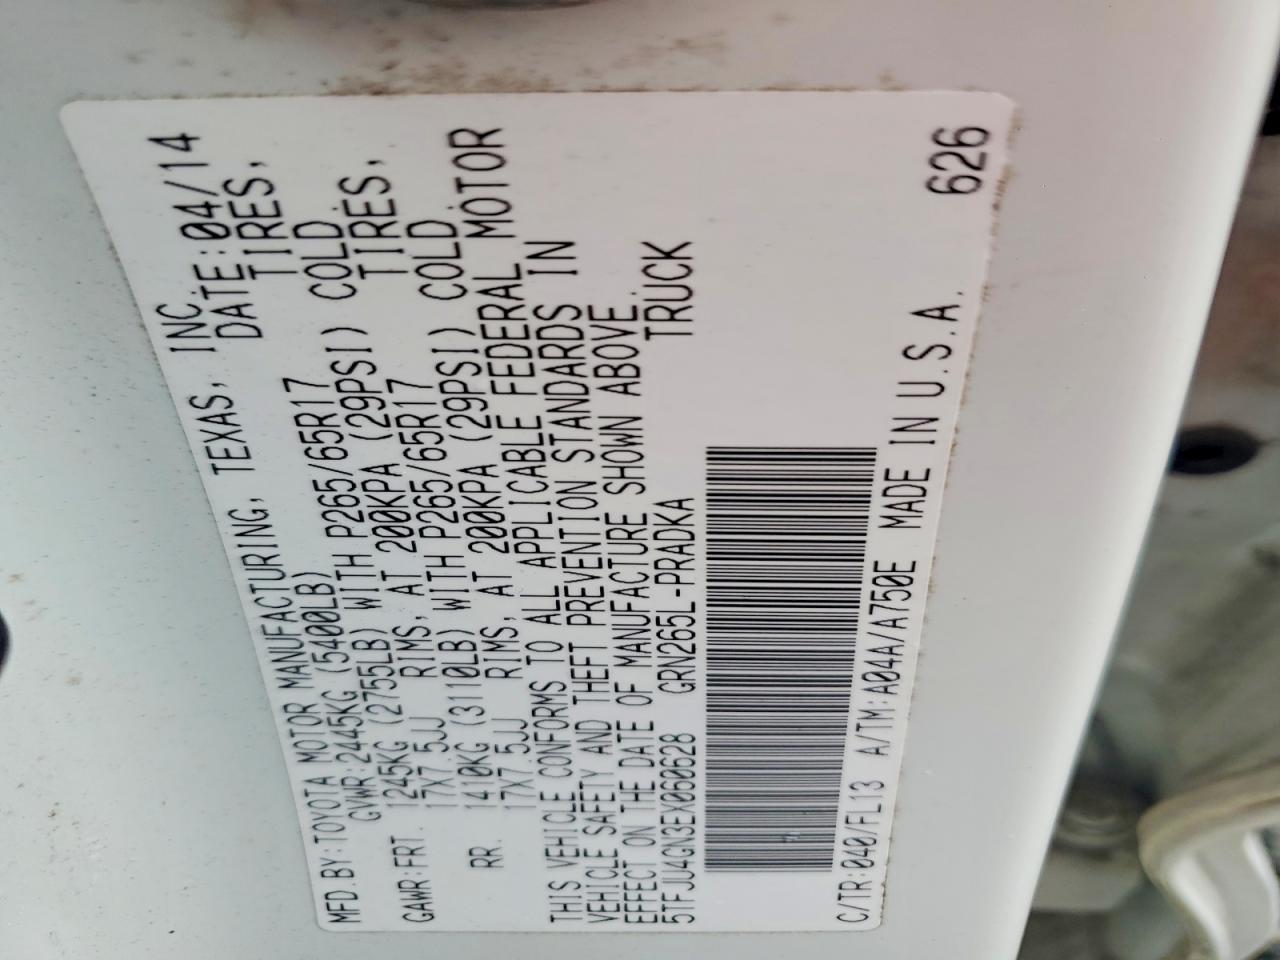 MFD.BY:TOYOTA MOTOR MANUFACTURING, TEXAS, INC.
GVWR:2445KG (5400LB) DATE:04/14
GAWR:FRT. 1245KG (2755LB) WITH P265/65R17 TIRES,
17X7.5JJ RIMS, AT 200KPA (29PSI) COLD
RR. 1410KG (3110LB) WITH P265/65R17 TIRES,
17X7.5JJ RIMS, AT 200KPA (29PSI) COLD
THIS VEHICLE CONFORMS TO ALL APPLICABLE FEDERAL MOTOR
VEHICLE SAFETY AND THEFT PREVENTION STANDARDS IN
EFFECT ON THE DATE OF MANUFACTURE SHOWN ABOVE.
5TFJU4GN3EX060628 GRN265L-PRADKA TRUCK
C/TR:040/FL13 A/TM:A04A/A750E MADE IN U.S.A. 626